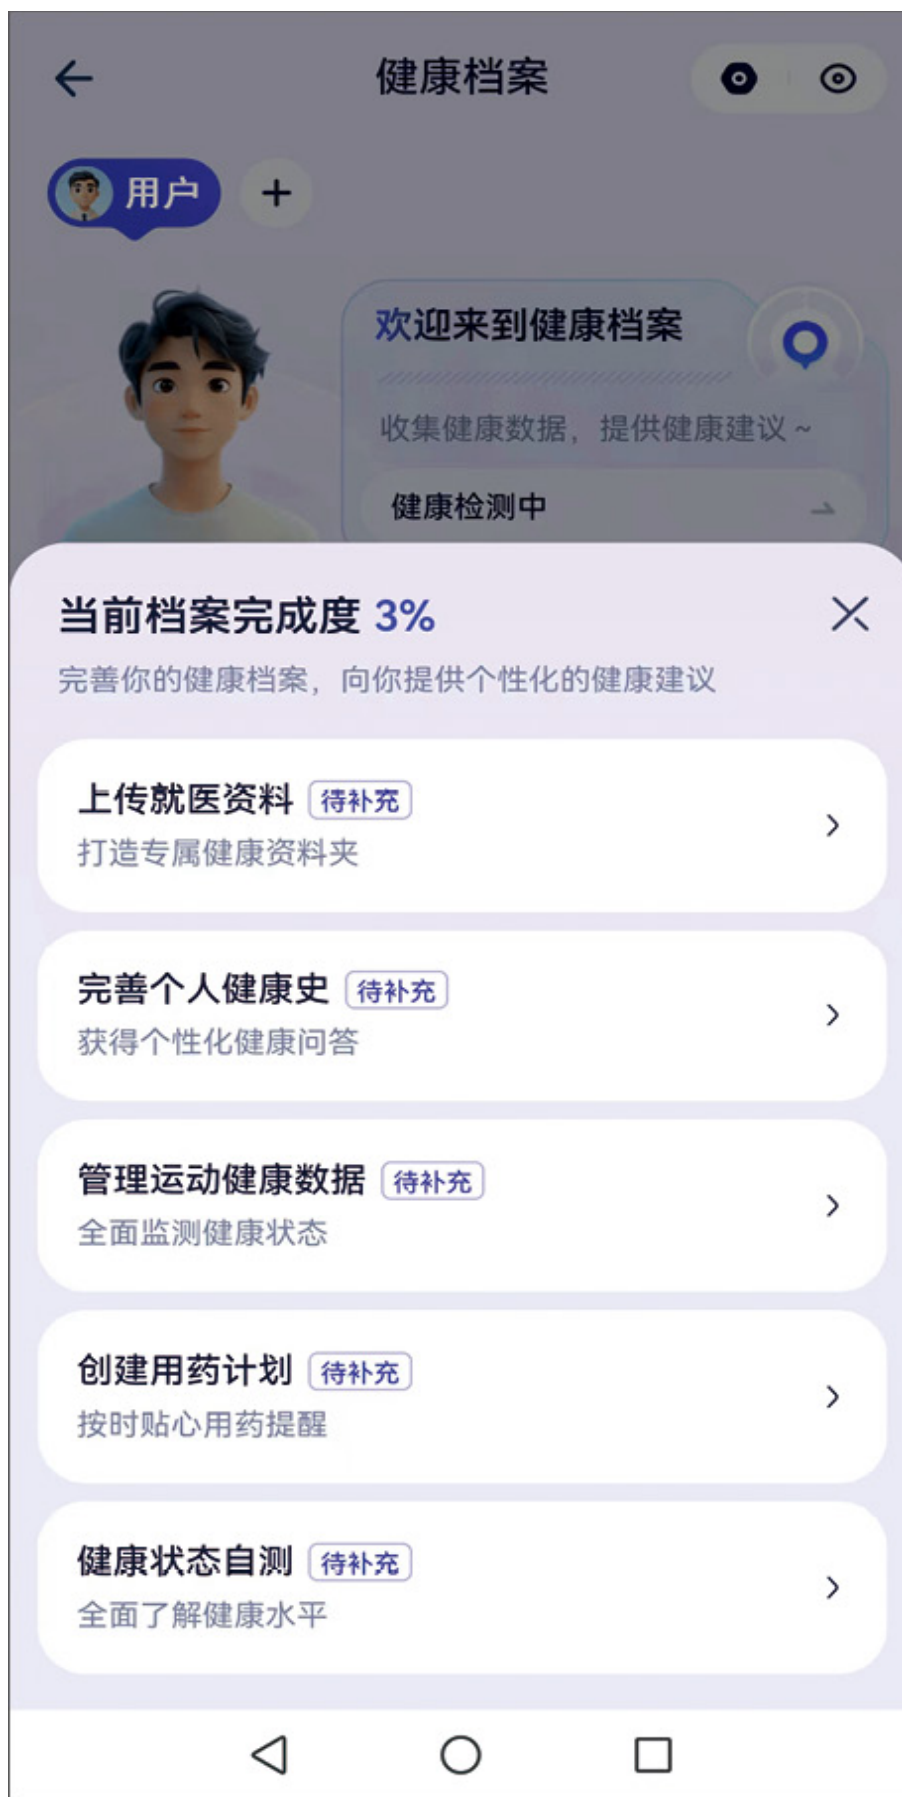 健康档案
用户
欢迎来到健康档案
收集健康数据，提供健康建议~
健康检测中
当前档案完成度 3%
完善你的健康档案，向你提供个性化的健康建议
上传就医资料 待补充
打造专属健康资料夹
完善个人健康史 待补充
获得个性化健康问答
管理运动健康数据 待补充
全面监测健康状态
创建用药计划 待补充
按时贴心用药提醒
健康状态自测 待补充
全面了解健康水平